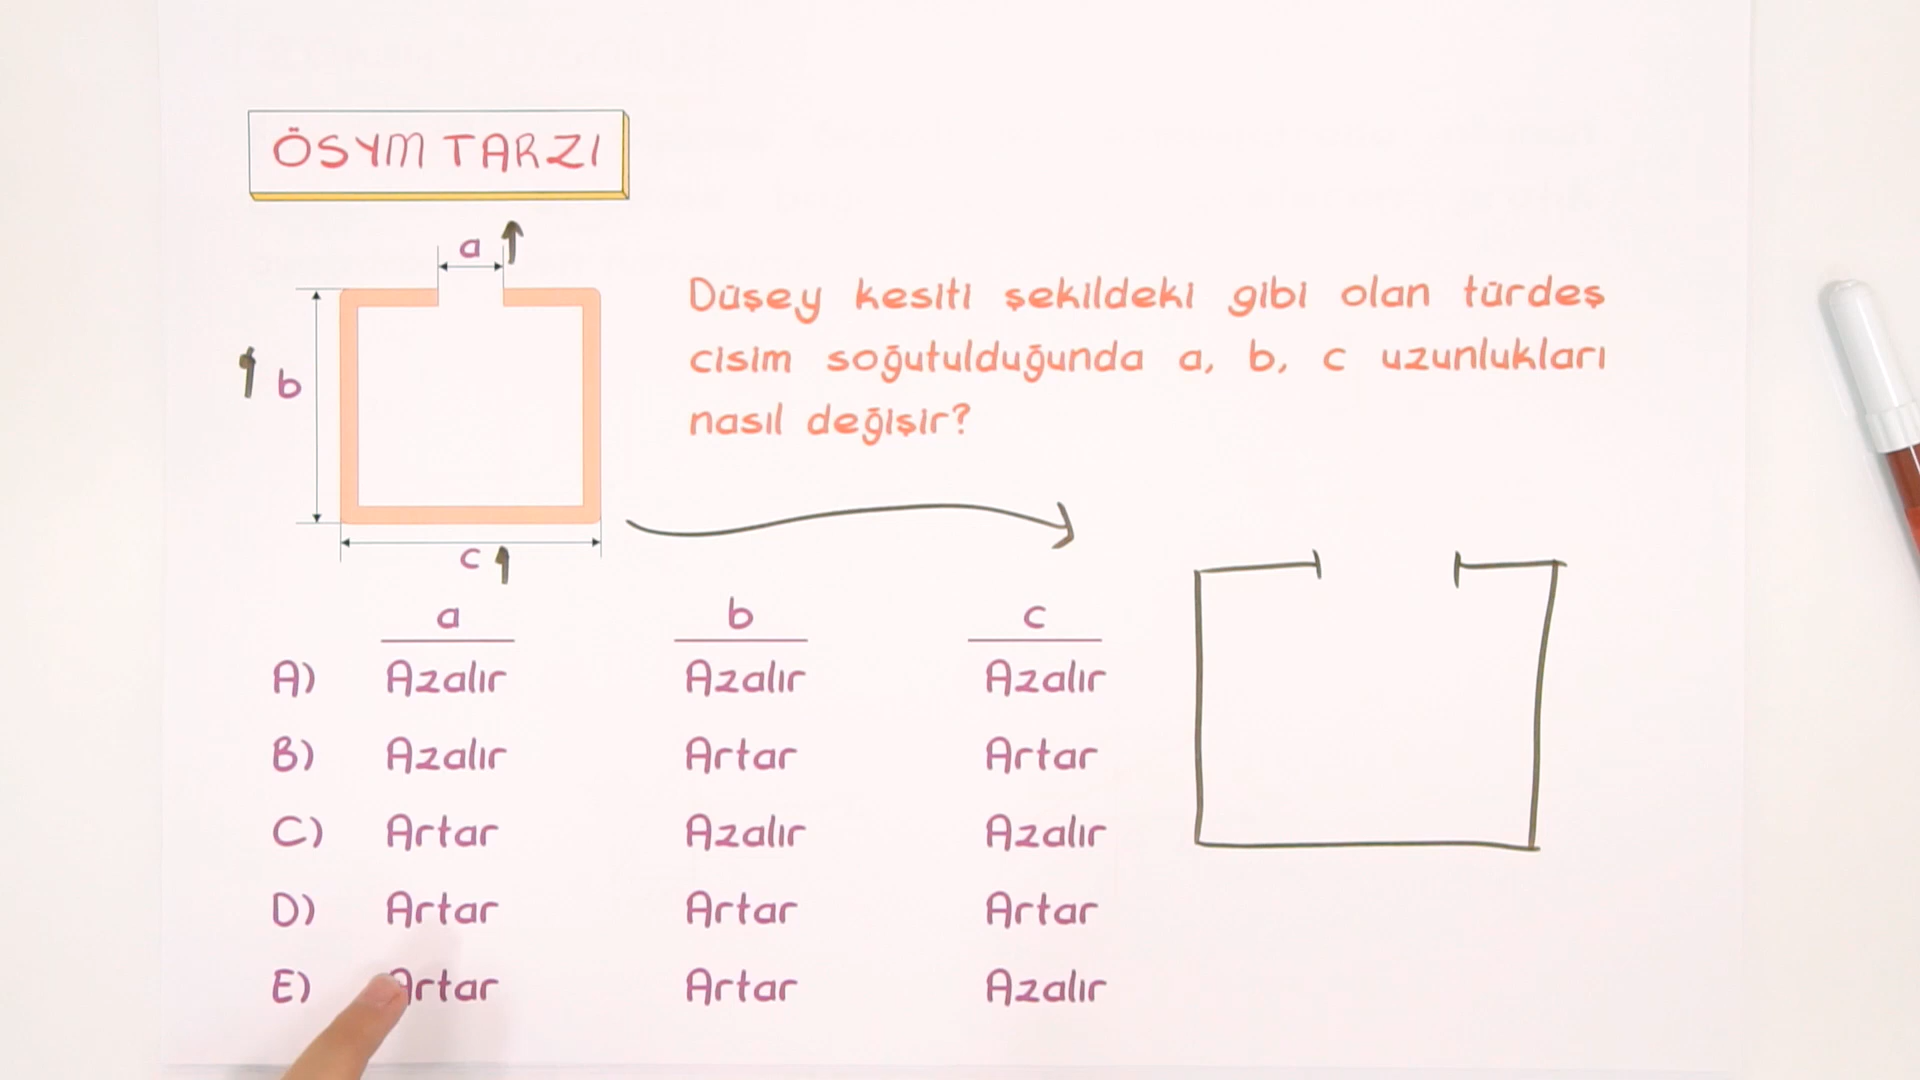 ÖSYM TARZI
a
b
c
Düşey kesiti şekildeki gibi olan türdeş
cisim soğutulduğunda a, b, c uzunlukları
nasıl değişir?
a b c
A) Azalır Azalır Azalır
B) Azalır Artar Artar
C) Artar Azalır Azalır
D) Artar Artar Artar
E) Artar Artar Azalır